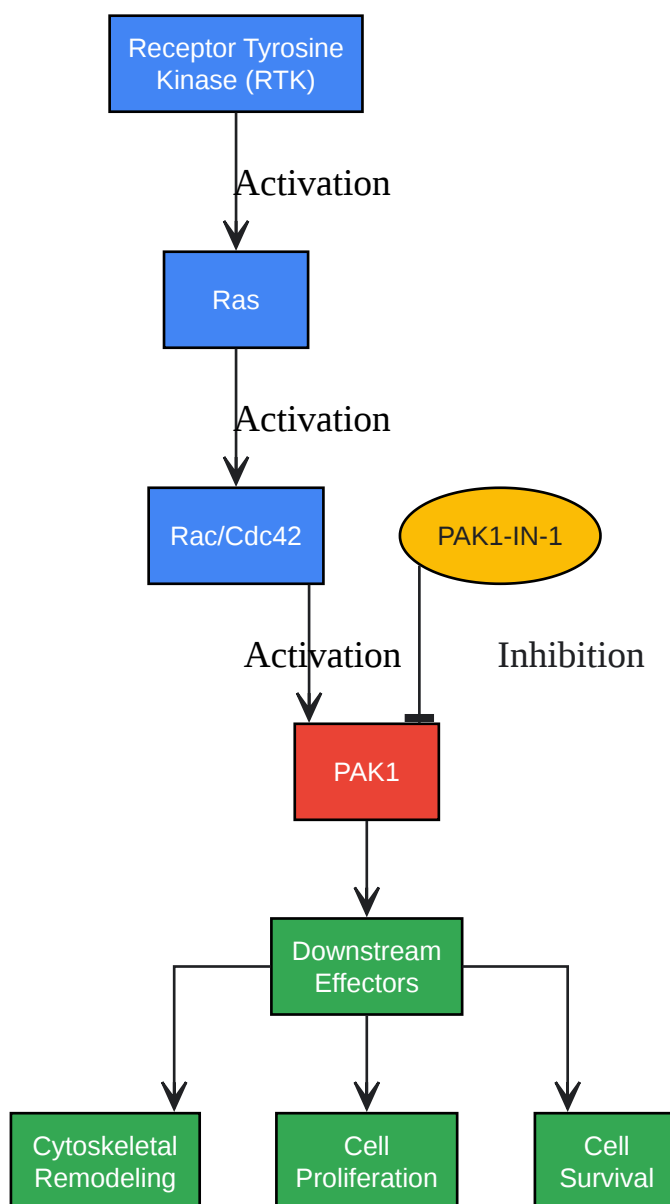 Receptor Tyrosine
Kinase (RTK)
Activation
Ras
Activation
Rac/Cdc42
PAK1-IN-1
Activation
Inhibition
PAK1
Downstream
Effectors
Cytoskeletal
Remodeling
Cell
Proliferation
Cell
Survival